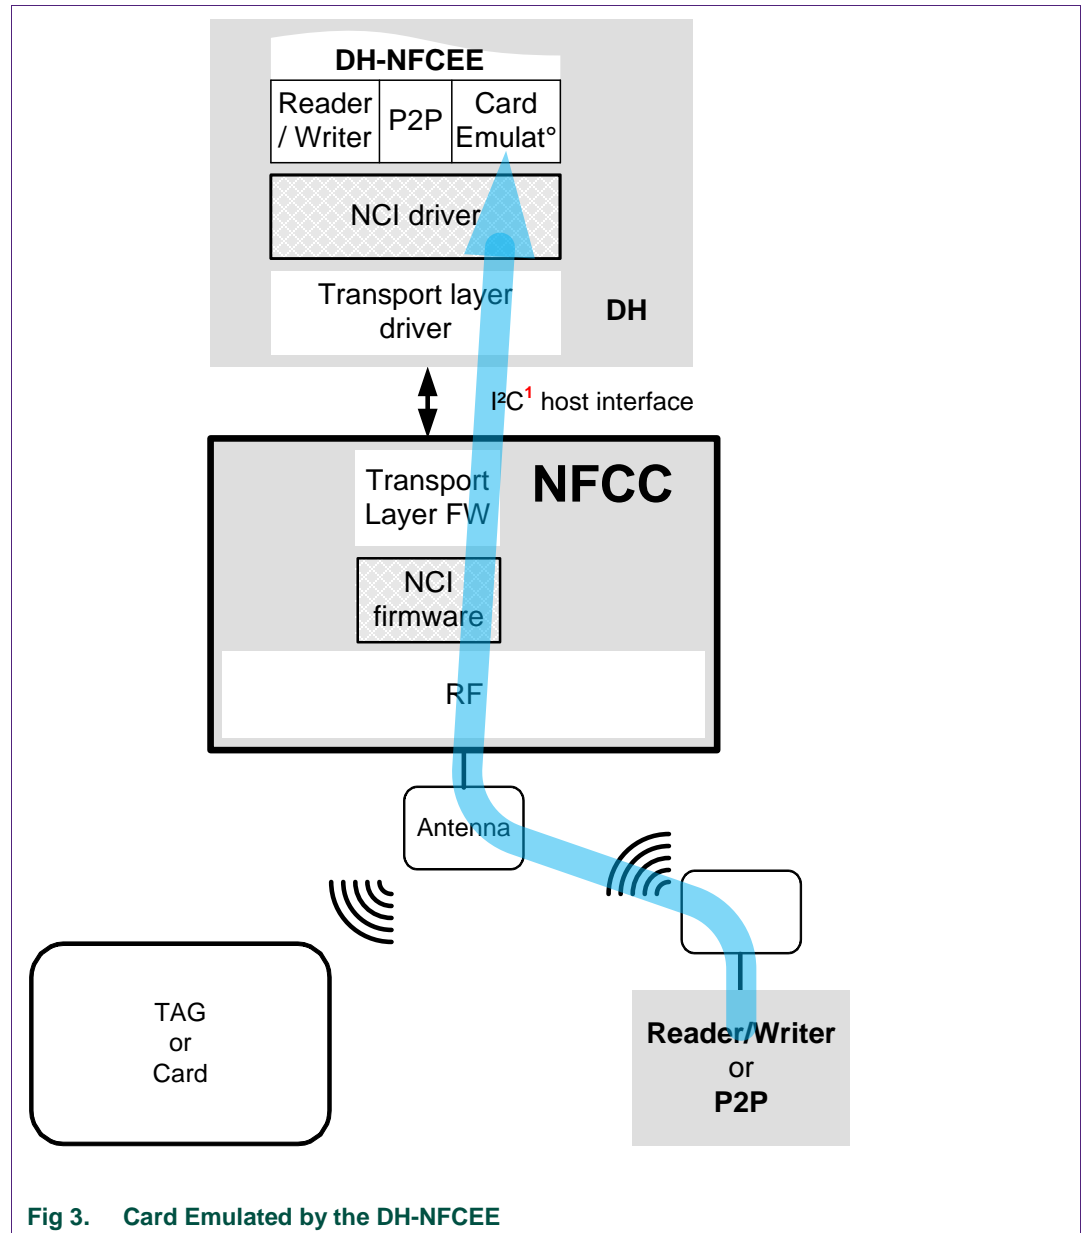 DH-NFCEE
Reader
/ Writer
P2P
Card
Emulat°
NCI driver
Transport layer
driver
DH
I²C¹ host interface
Transport
Layer FW
NFCC
NCI
firmware
RF
Antenna
TAG
or
Card
Reader/Writer
or
P2P
Fig 3. Card Emulated by the DH-NFCEE